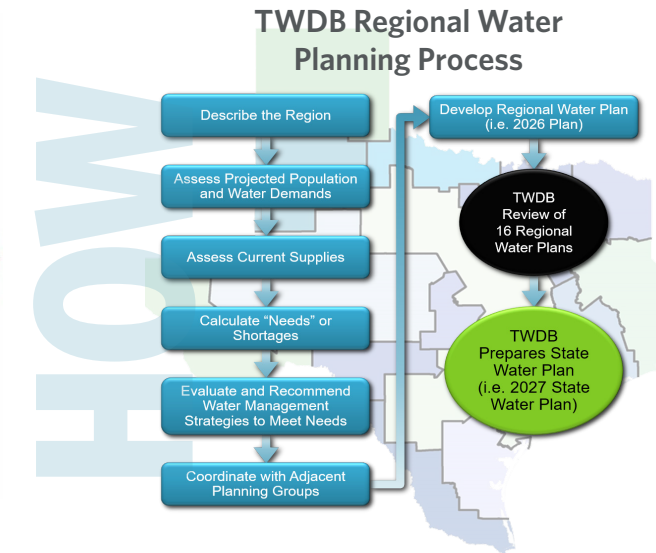 TWDB Regional Water
Planning Process
HOW
Describe the Region
Assess Projected Population
and Water Demands
Assess Current Supplies
Calculate “Needs” or
Shortages
Evaluate and Recommend
Water Management
Strategies to Meet Needs
Coordinate with Adjacent
Planning Groups
Develop Regional Water Plan
(i.e. 2026 Plan)
TWDB
Review of
16 Regional
Water Plans
TWDB
Prepares State
Water Plan
(i.e. 2027 State
Water Plan)